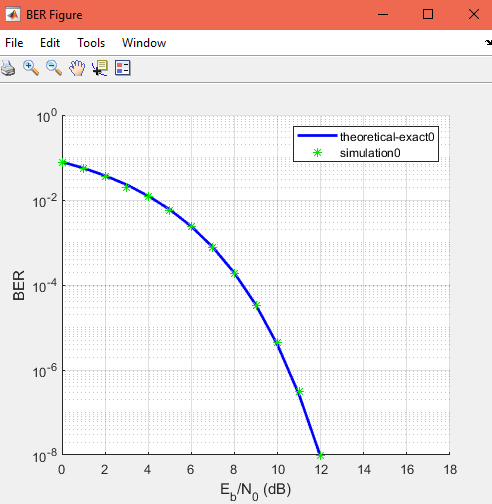 BER Figure
File Edit Tools Window
theoretical-exact0
simulation0
10^0
10^-2
10^-4
10^-6
10^-8
BER
0 2 4 6 8 10 12 14 16 18
E_b/N_0 (dB)